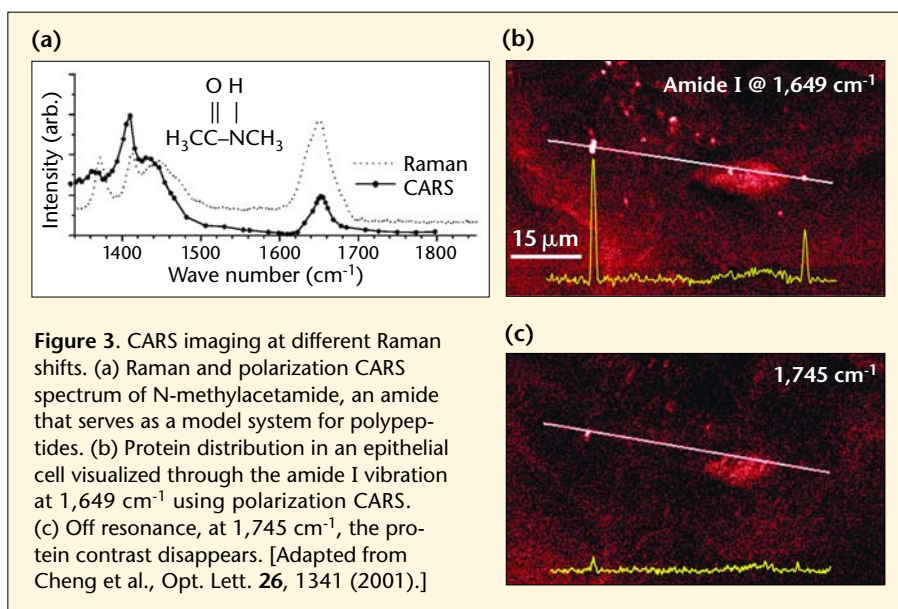 (a)
Intensity (arb.)
O H
H₃CC–NCH₃
Raman
CARS
1400 1500 1600 1700 1800
Wave number (cm⁻¹)
(b)
Amide I @ 1,649 cm⁻¹
15 μm
Figure 3. CARS imaging at different Raman
shifts. (a) Raman and polarization CARS
spectrum of N-methylacetamide, an amide
that serves as a model system for polypep-
tides. (b) Protein distribution in an epithelial
cell visualized through the amide I vibration
at 1,649 cm⁻¹ using polarization CARS.
(c) Off resonance, at 1,745 cm⁻¹, the pro-
tein contrast disappears. [Adapted from
Cheng et al., Opt. Lett. 26, 1341 (2001).]
(c)
1,745 cm⁻¹